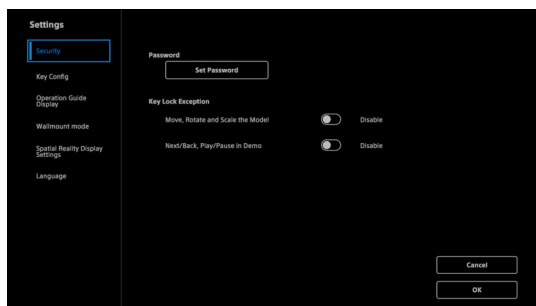 Settings
Security
Key Config
Operation Guide
Display
Wallmount mode
Spatial Reality Display
Settings
Language
Password
Set Password
Key Lock Exception
Move, Rotate and Scale the Model
Disable
Next/Back, Play/Pause in Demo
Disable
Cancel
OK